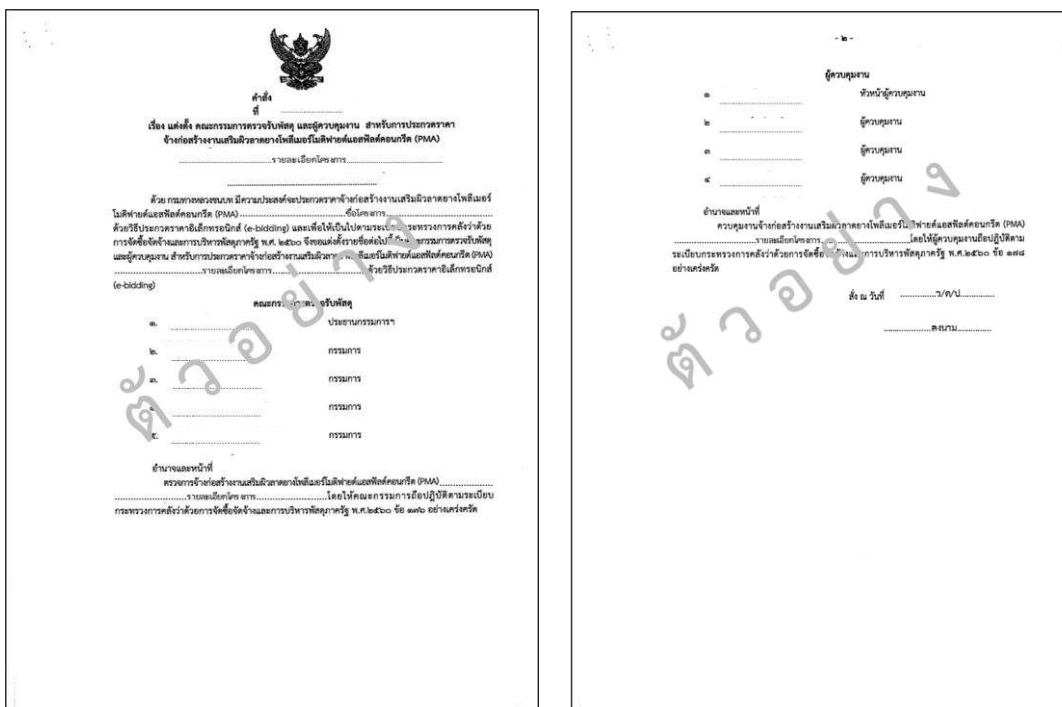 คำสั่ง
ที่ ....................
เรื่อง แต่งตั้ง คณะกรรมการตรวจรับพัสดุ และผู้ควบคุมงาน สำหรับการประกวดราคา
จ้างก่อสร้างงานเสริมผิวลาดยางโพลีเมอร์โมดิฟายด์แอสฟัลต์คอนกรีต (PMA)
....................รายละเอียดโครงการ....................
ด้วย กรมทางหลวงชนบท มีความประสงค์จะประกวดราคาจ้างก่อสร้างงานเสริมผิวลาดยางโพลีเมอร์
โมดิฟายด์แอสฟัลต์คอนกรีต (PMA) ....................ชื่อโครงการ....................
ด้วยวิธีประกวดราคาอิเล็กทรอนิกส์ (e-bidding) และเพื่อให้เป็นไปตามระเบียบกระทรวงการคลังว่าด้วย
การจัดซื้อจัดจ้างและการบริหารพัสดุภาครัฐ พ.ศ. ๒๕๖๐ จึงขอแต่งตั้งรายชื่อต่อไปนี้เป็นคณะกรรมการตรวจรับพัสดุ
และผู้ควบคุมงาน สำหรับการประกวดราคาจ้างก่อสร้างงานเสริมผิวลาดยางโพลีเมอร์โมดิฟายด์แอสฟัลต์คอนกรีต (PMA)
....................รายละเอียดโครงการ.................... ด้วยวิธีประกวดราคาอิเล็กทรอนิกส์
(e-bidding)
คณะกรรมการตรวจรับพัสดุ
๑. .................... ประธานกรรมการฯ
๒. .................... กรรมการ
๓. .................... กรรมการ
.................... กรรมการ
๕. .................... กรรมการ
อำนาจและหน้าที่
ตรวจการจ้างก่อสร้างงานเสริมผิวลาดยางโพลีเมอร์โมดิฟายด์แอสฟัลต์คอนกรีต (PMA) ....................
....................รายละเอียดโครงการ....................โดยให้คณะกรรมการถือปฏิบัติตามระเบียบ
กระทรวงการคลังว่าด้วยการจัดซื้อจัดจ้างและการบริหารพัสดุภาครัฐ พ.ศ.๒๕๖๐ ข้อ ๑๗๖ อย่างเคร่งครัด
ตัวอย่าง
- ๒ -
ผู้ควบคุมงาน
๑ .................... หัวหน้าผู้ควบคุมงาน
๒ .................... ผู้ควบคุมงาน
๓ .................... ผู้ควบคุมงาน
๔ .................... ผู้ควบคุมงาน
อำนาจและหน้าที่
ควบคุมงานจ้างก่อสร้างงานเสริมผิวลาดยางโพลีเมอร์โมดิฟายด์แอสฟัลต์คอนกรีต (PMA)
....................รายละเอียดโครงการ....................โดยให้ผู้ควบคุมงานถือปฏิบัติตาม
ระเบียบกระทรวงการคลังว่าด้วยการจัดซื้อจัดจ้างและการบริหารพัสดุภาครัฐ พ.ศ.๒๕๖๐ ข้อ ๑๗๘
อย่างเคร่งครัด
สั่ง ณ วันที่ ..............ว/ด/ป..............
....................ลงนาม..............
ตัวอย่าง